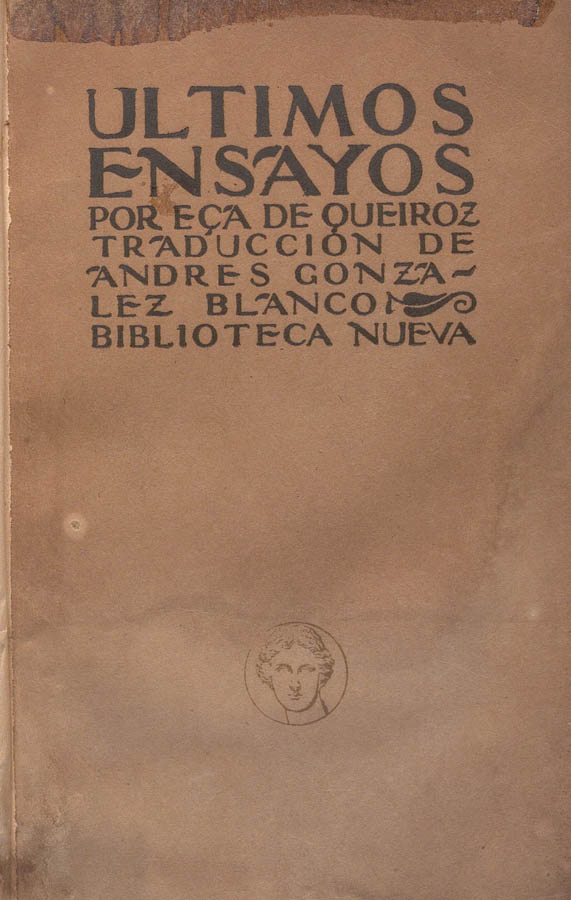 ULTIMOS
ENSAYOS
POR EÇA DE QUEIROZ
TRADUCCIÓN DE
ANDRES GONZA-
LEZ BLANCO
BIBLIOTECA NUEVA